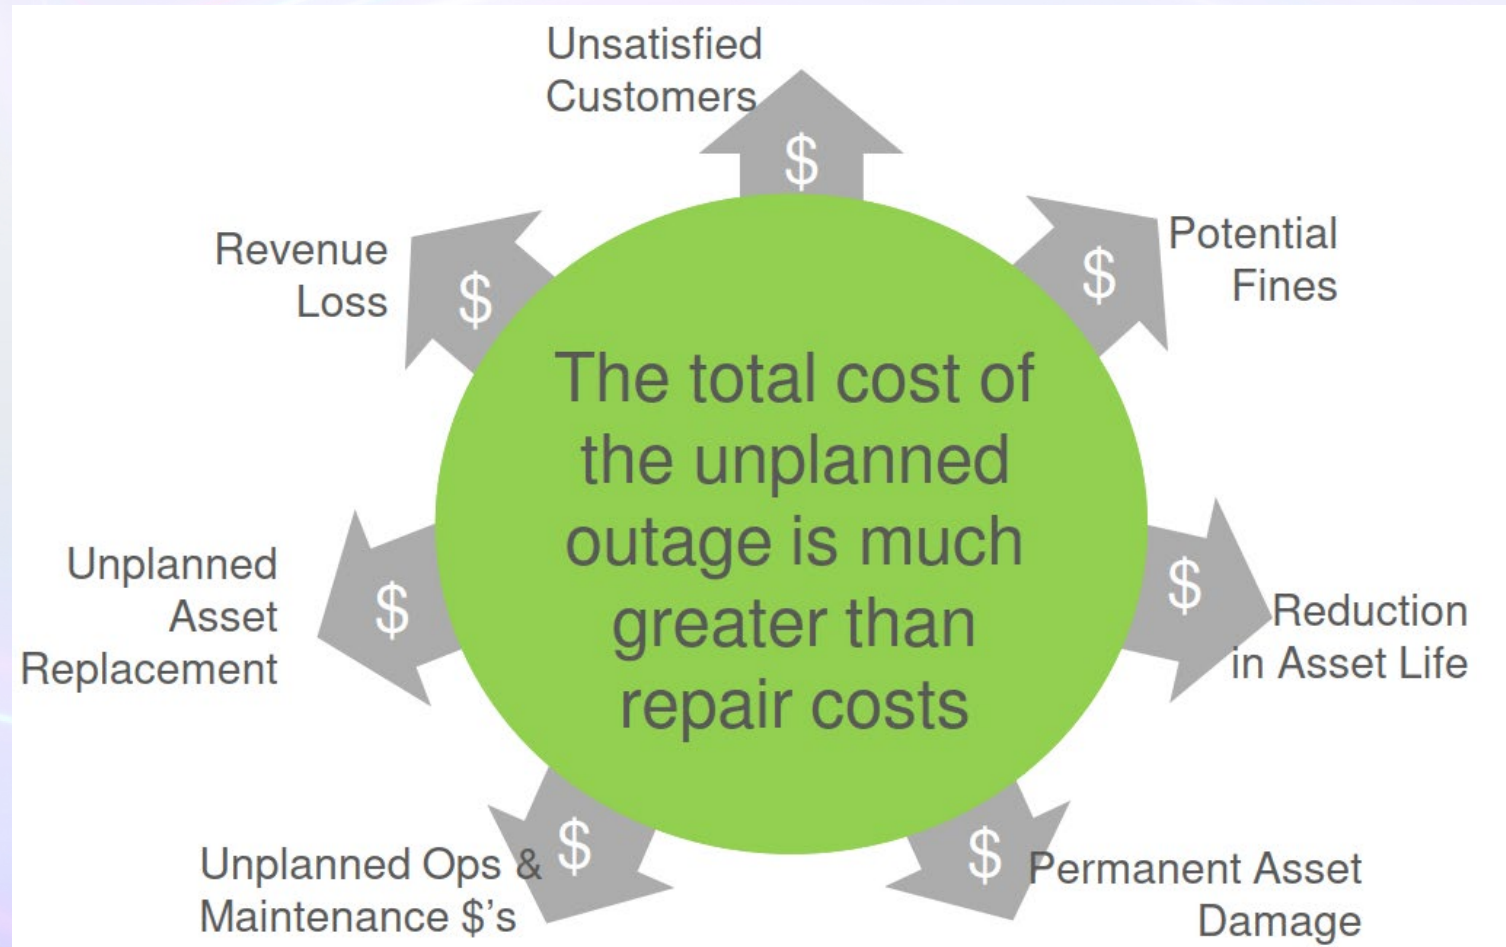 Unsatisfied
Customers
$
Potential
Fines
$
Revenue
Loss
$
The total cost of
the unplanned
outage is much
greater than
repair costs
Unplanned
Asset
Replacement
$
$
Reduction
in Asset Life
Unplanned Ops &
Maintenance $’s
$
$
Permanent Asset
Damage